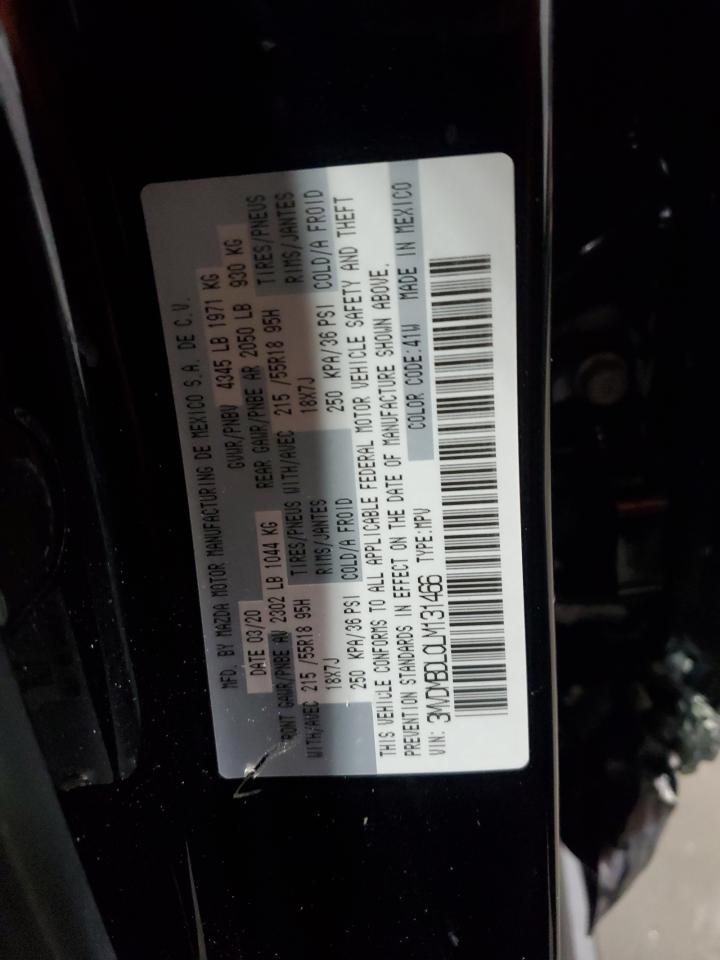 MFD. BY MAZDA MOTOR MANUFACTURING DE MEXICO S.A. DE C.V.
DATE 03/20 GVWR/PNBV 4345 LB 1971 KG
FRONT GAWR/PNBE AV 2302 LB 1044 KG REAR GAWR/PNBE AR 2050 LB 930 KG
WITH/AVEC 215 /55R18 95H TIRES/PNEUS WITH/AVEC 215 /55R18 95H TIRES/PNEUS
18X7J RIMS/JANTES 18X7J RIMS/JANTES
250 KPA/36 PSI COLD/A FROID 250 KPA/36 PSI COLD/A FROID
THIS VEHICLE CONFORMS TO ALL APPLICABLE FEDERAL MOTOR VEHICLE SAFETY AND THEFT
PREVENTION STANDARDS IN EFFECT ON THE DATE OF MANUFACTURE SHOWN ABOVE.
VIN: 3MVDMBDL0LM131466 TYPE:MPV COLOR CODE:41W MADE IN MEXICO